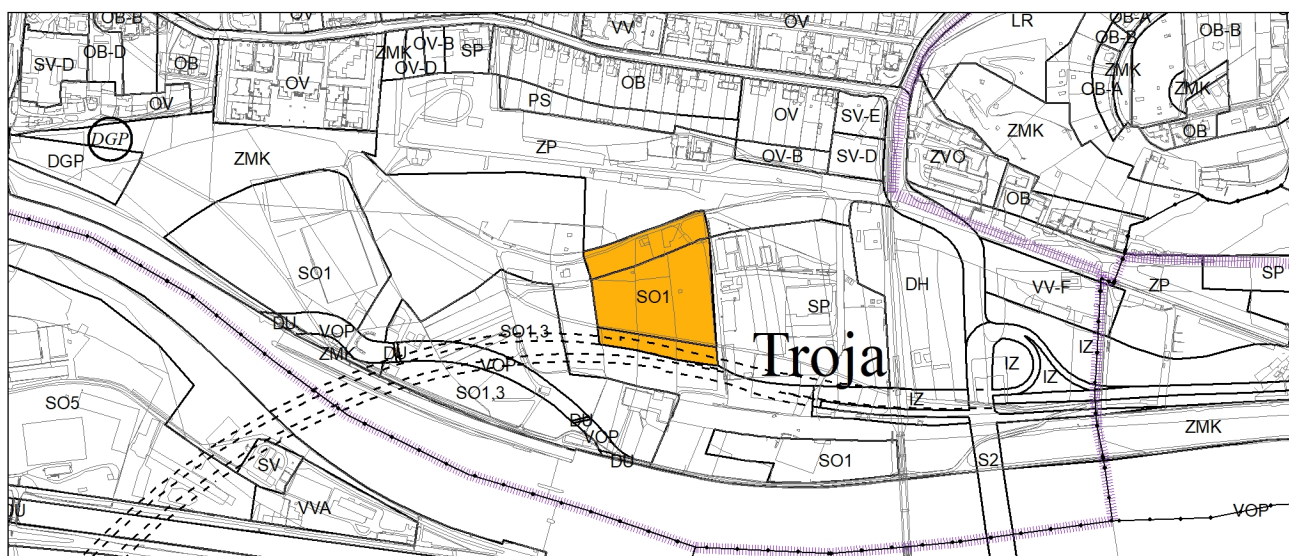 OB-B
OV
VV
OV
LR
OB-A
OB-B
OB-B
SV-D
OB-D
OB
OV
OV
ZMK
OV-B
OV-D
SP
OB
PS
OV
SV-E
OV-B
SV-D
ZMK
OB-A
ZMK
OB
ZMK
ZVO
OB
DGP
DGP
ZMK
ZP
SO1
SO1
SP
DH
VV-F
ZP
SP
DU
VOP
ZMK
DU
SO1,3
VOP
SO1,3
Troja
IZ
IZ
IZ
IZ
SO5
DU
VOP
DU
SO1
S2
ZMK
SV
VVA
DU
VOP